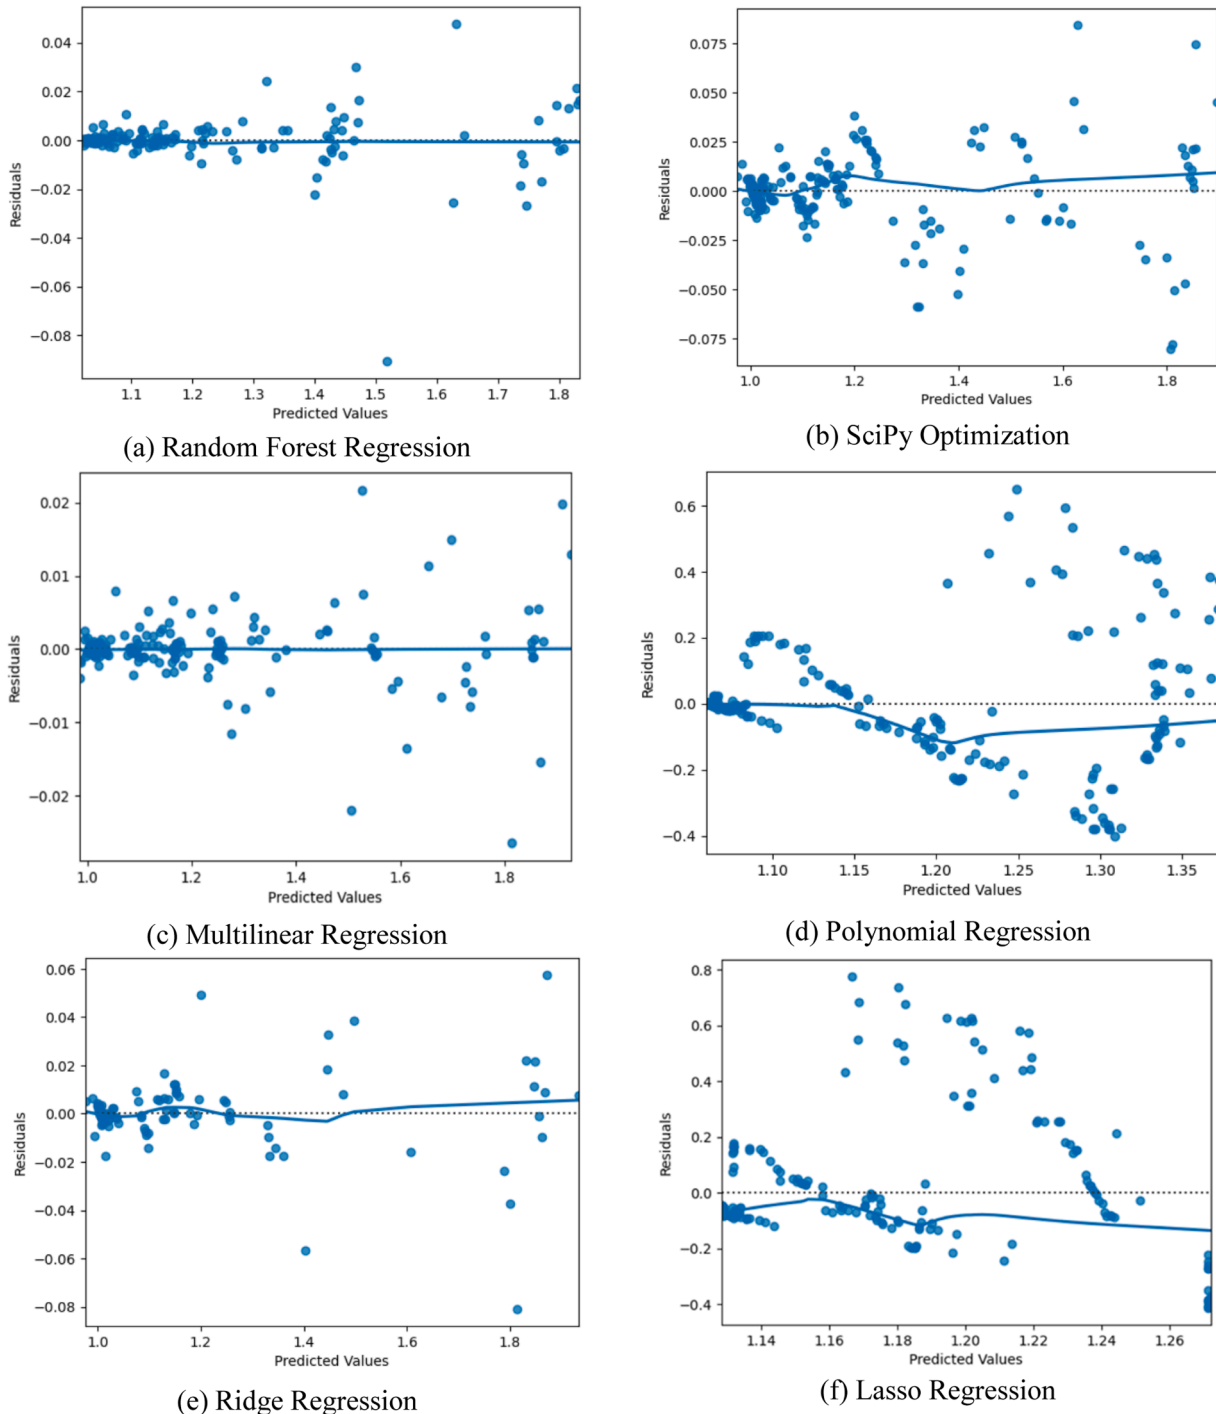 0.04
0.02
0.00
−0.02
−0.04
−0.06
−0.08
Residuals
1.1 1.2 1.3 1.4 1.5 1.6 1.7 1.8
Predicted Values
(a) Random Forest Regression
0.075
0.050
0.025
0.000
−0.025
−0.050
−0.075
Residuals
1.0 1.2 1.4 1.6 1.8
Predicted Values
(b) SciPy Optimization
0.02
0.01
0.00
−0.01
−0.02
Residuals
1.0 1.2 1.4 1.6 1.8
Predicted Values
(c) Multilinear Regression
0.6
0.4
0.2
0.0
−0.2
−0.4
Residuals
1.10 1.15 1.20 1.25 1.30 1.35
Predicted Values
(d) Polynomial Regression
0.06
0.04
0.02
0.00
−0.02
−0.04
−0.06
−0.08
Residuals
1.0 1.2 1.4 1.6 1.8
Predicted Values
(e) Ridge Regression
0.8
0.6
0.4
0.2
0.0
−0.2
−0.4
Residuals
1.14 1.16 1.18 1.20 1.22 1.24 1.26
Predicted Values
(f) Lasso Regression